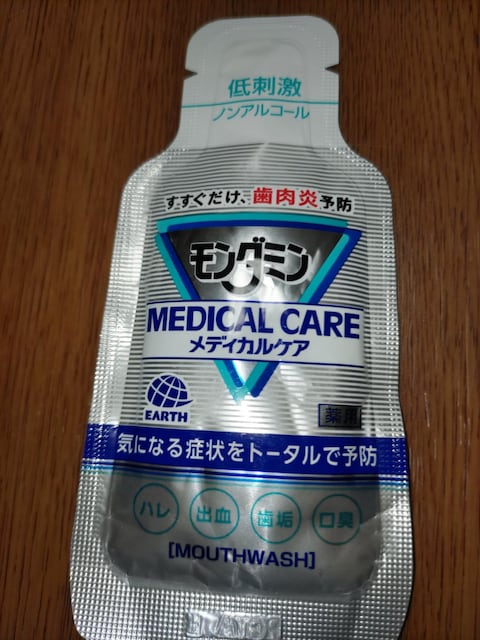 低刺激
ノンアルコール
すすぐだけ、歯肉炎予防
モンダミン
MEDICAL CARE
メディカルケア
EARTH
薬用
気になる症状をトータルで予防
ハレ 出血 歯垢 口臭
[MOUTHWASH]